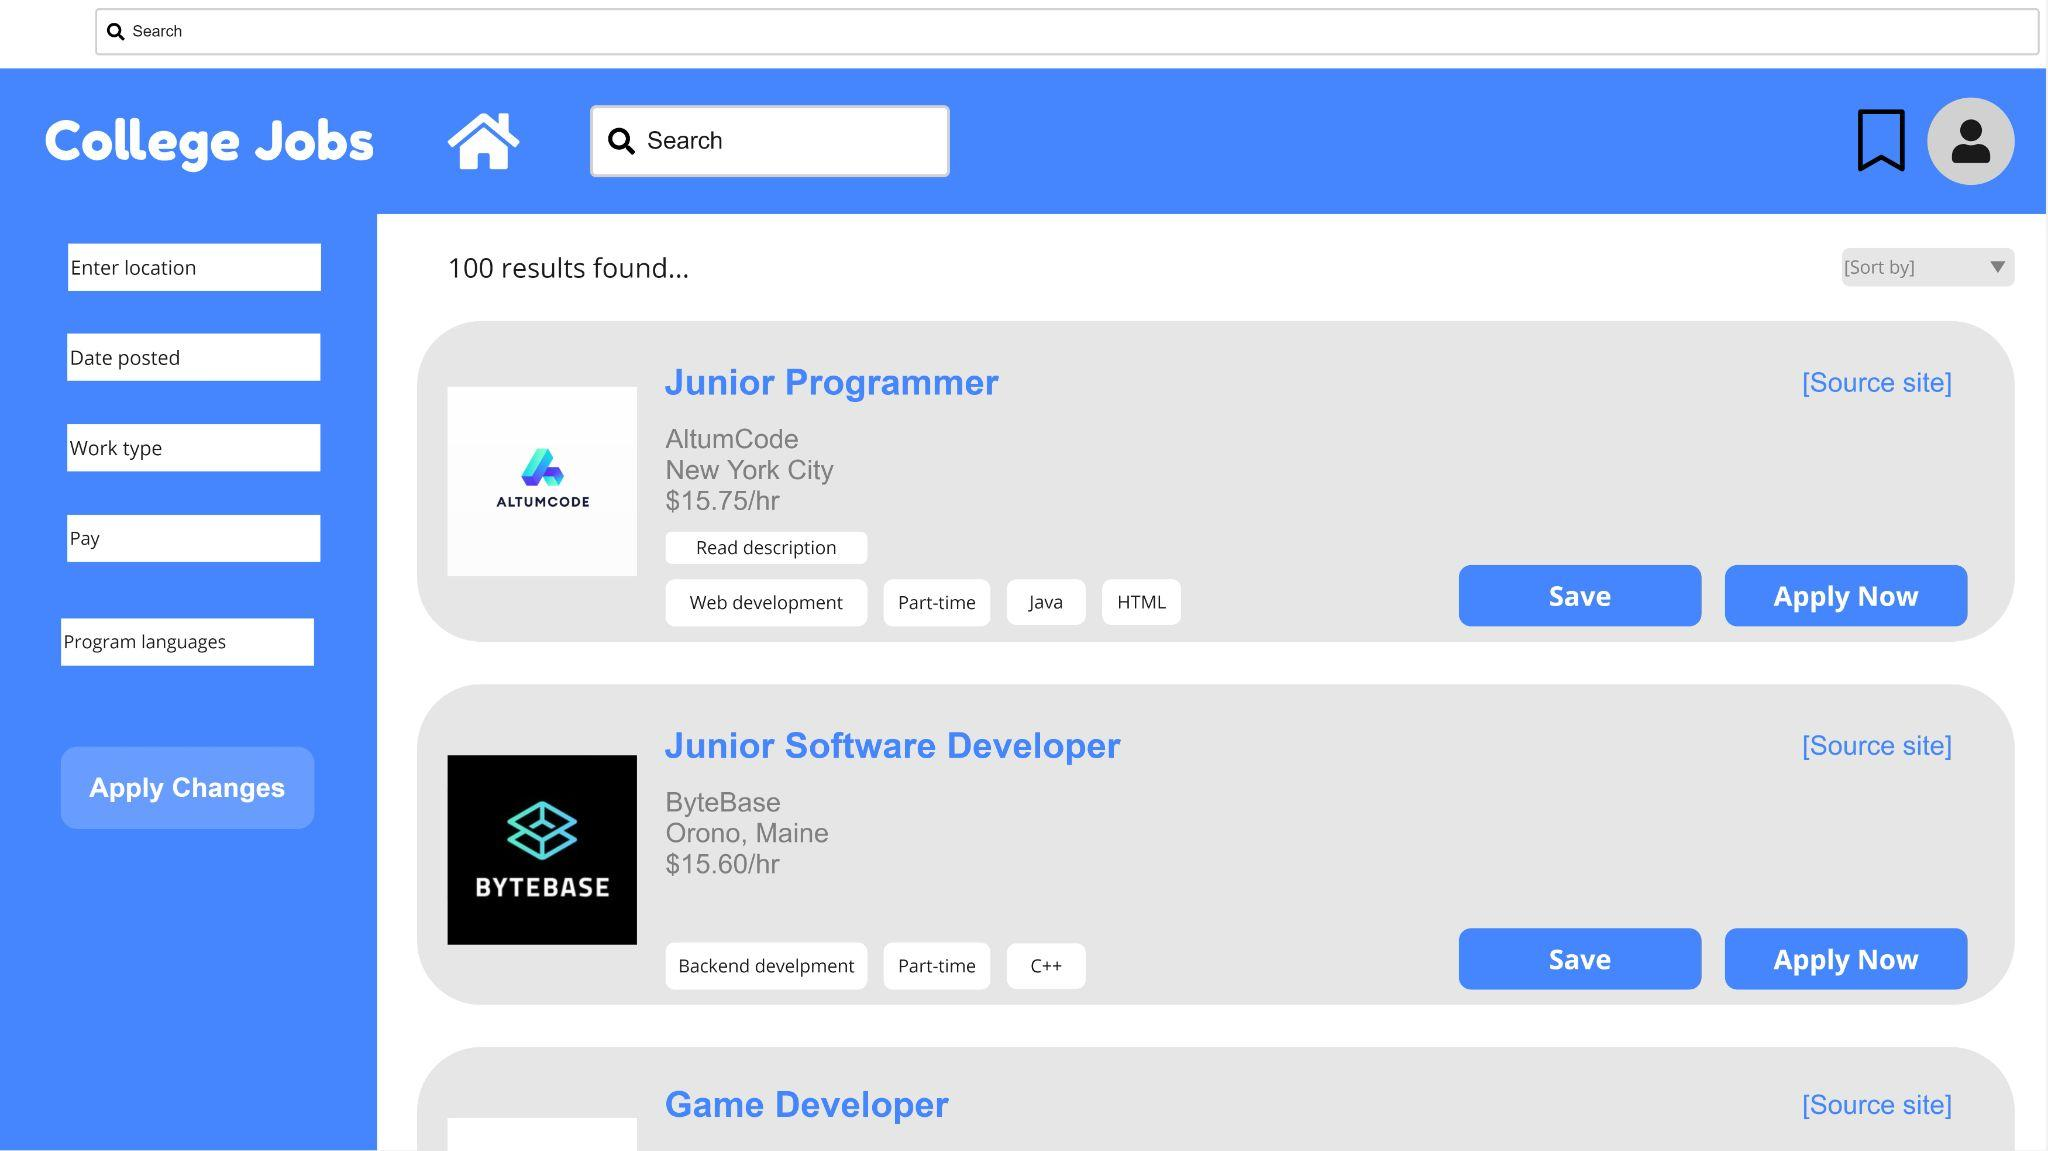 Search
College Jobs
Search
Enter location
Date posted
Work type
Pay
Program languages
Apply Changes
100 results found...
[Sort by]
Junior Programmer
[Source site]
ALTUMCODE
AltumCode
New York City
$15.75/hr
Read description
Web development
Part-time
Java
HTML
Save
Apply Now
Junior Software Developer
[Source site]
BYTEBASE
ByteBase
Orono, Maine
$15.60/hr
Backend develpment
Part-time
C++
Save
Apply Now
Game Developer
[Source site]